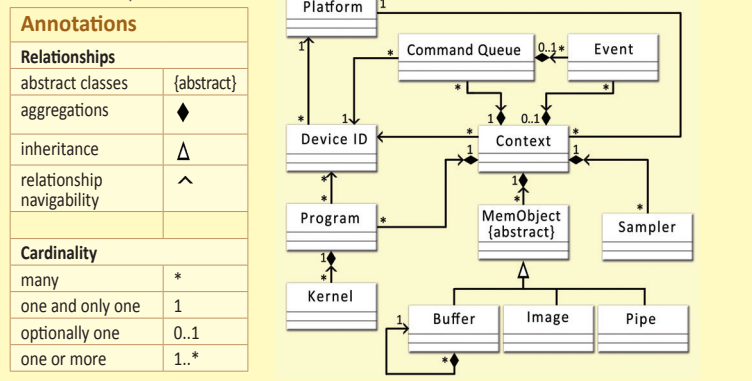 Annotations
Relationships
abstract classes {abstract}
aggregations
inheritance
relationship
navigability
Cardinality
many *
one and only one 1
optionally one 0..1
one or more 1..*
Platform 1
1
Command Queue
* 0..1 *
Event
* *
* 1 1 0..1
Device ID * Context *
1 1
* 1
*
Program * * MemObject *
{abstract} Sampler
1
*
Kernel
1 Buffer Image Pipe
*